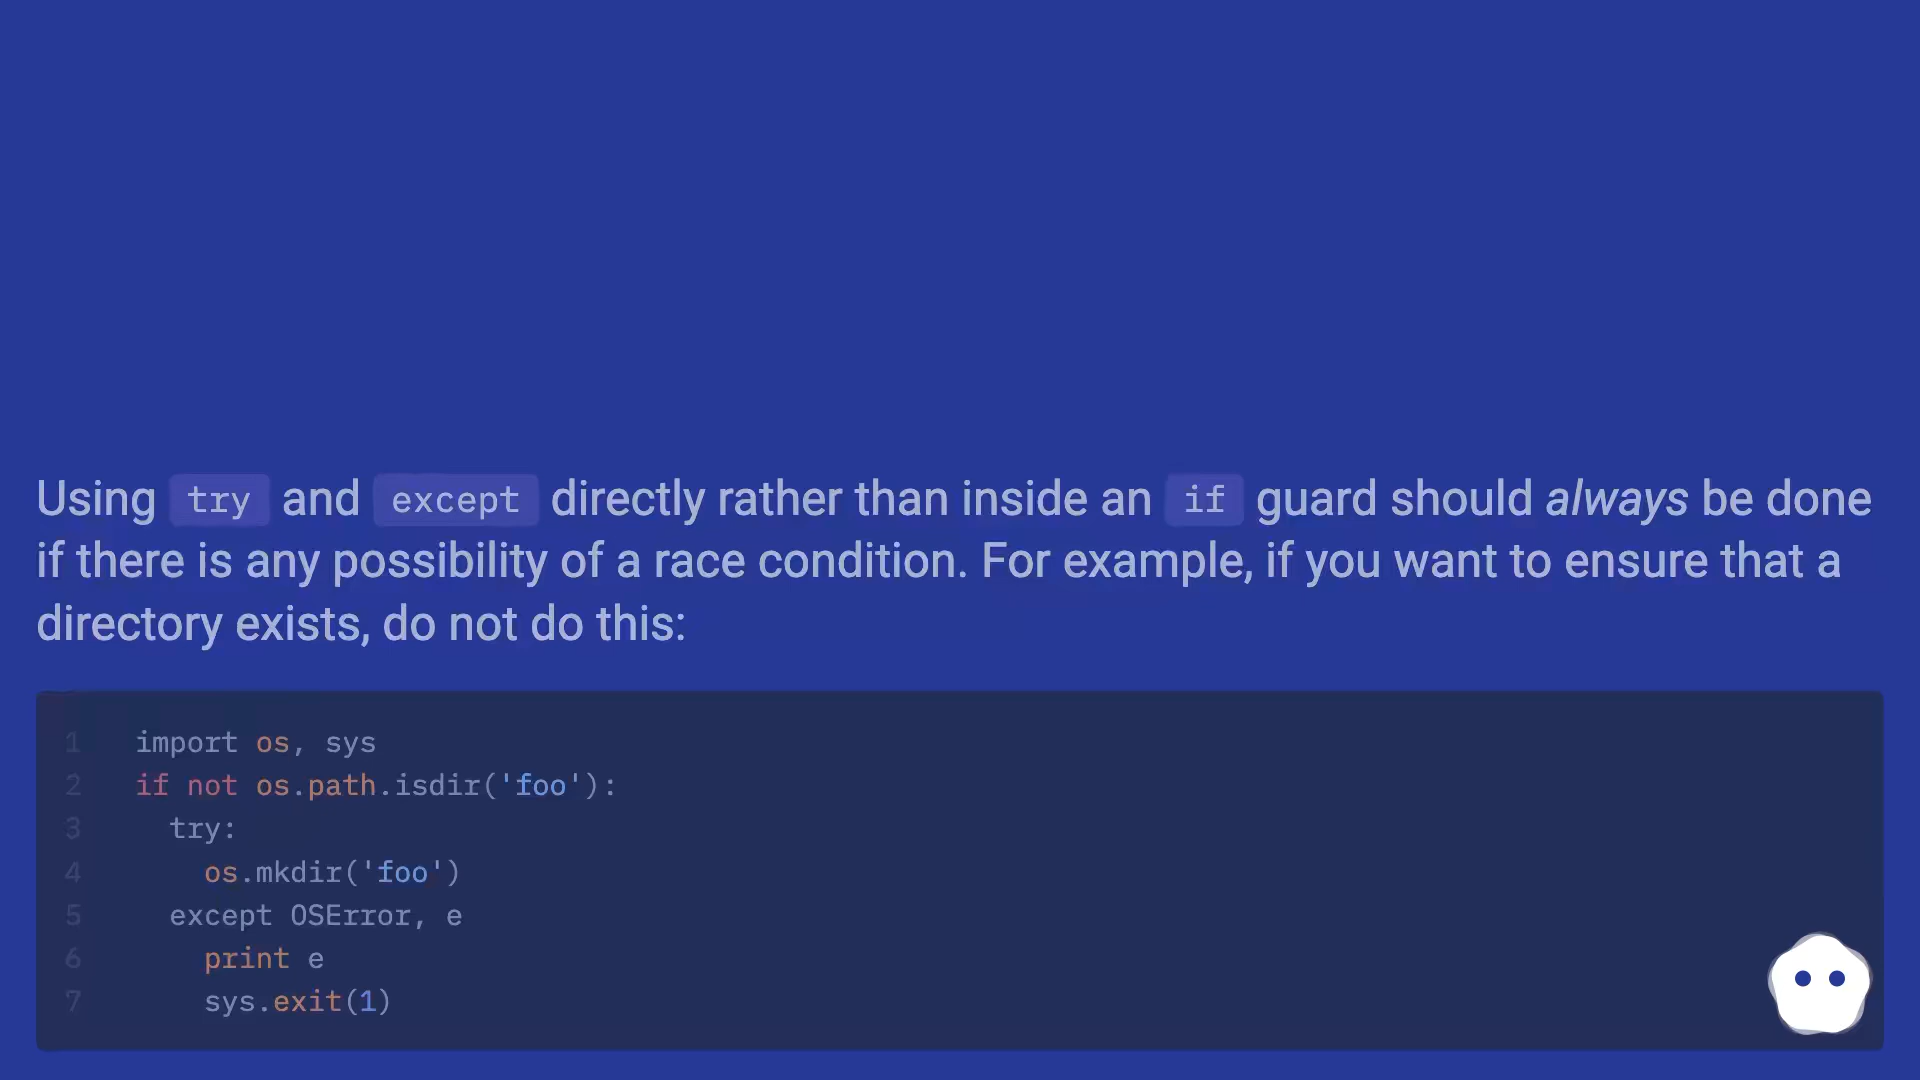 Using try and except directly rather than inside an if guard should always be done
if there is any possibility of a race condition. For example, if you want to ensure that a
directory exists, do not do this:
1 import os, sys
2 if not os.path.isdir('foo'):
3   try:
4     os.mkdir('foo')
5   except OSError, e
6     print e
7     sys.exit(1)